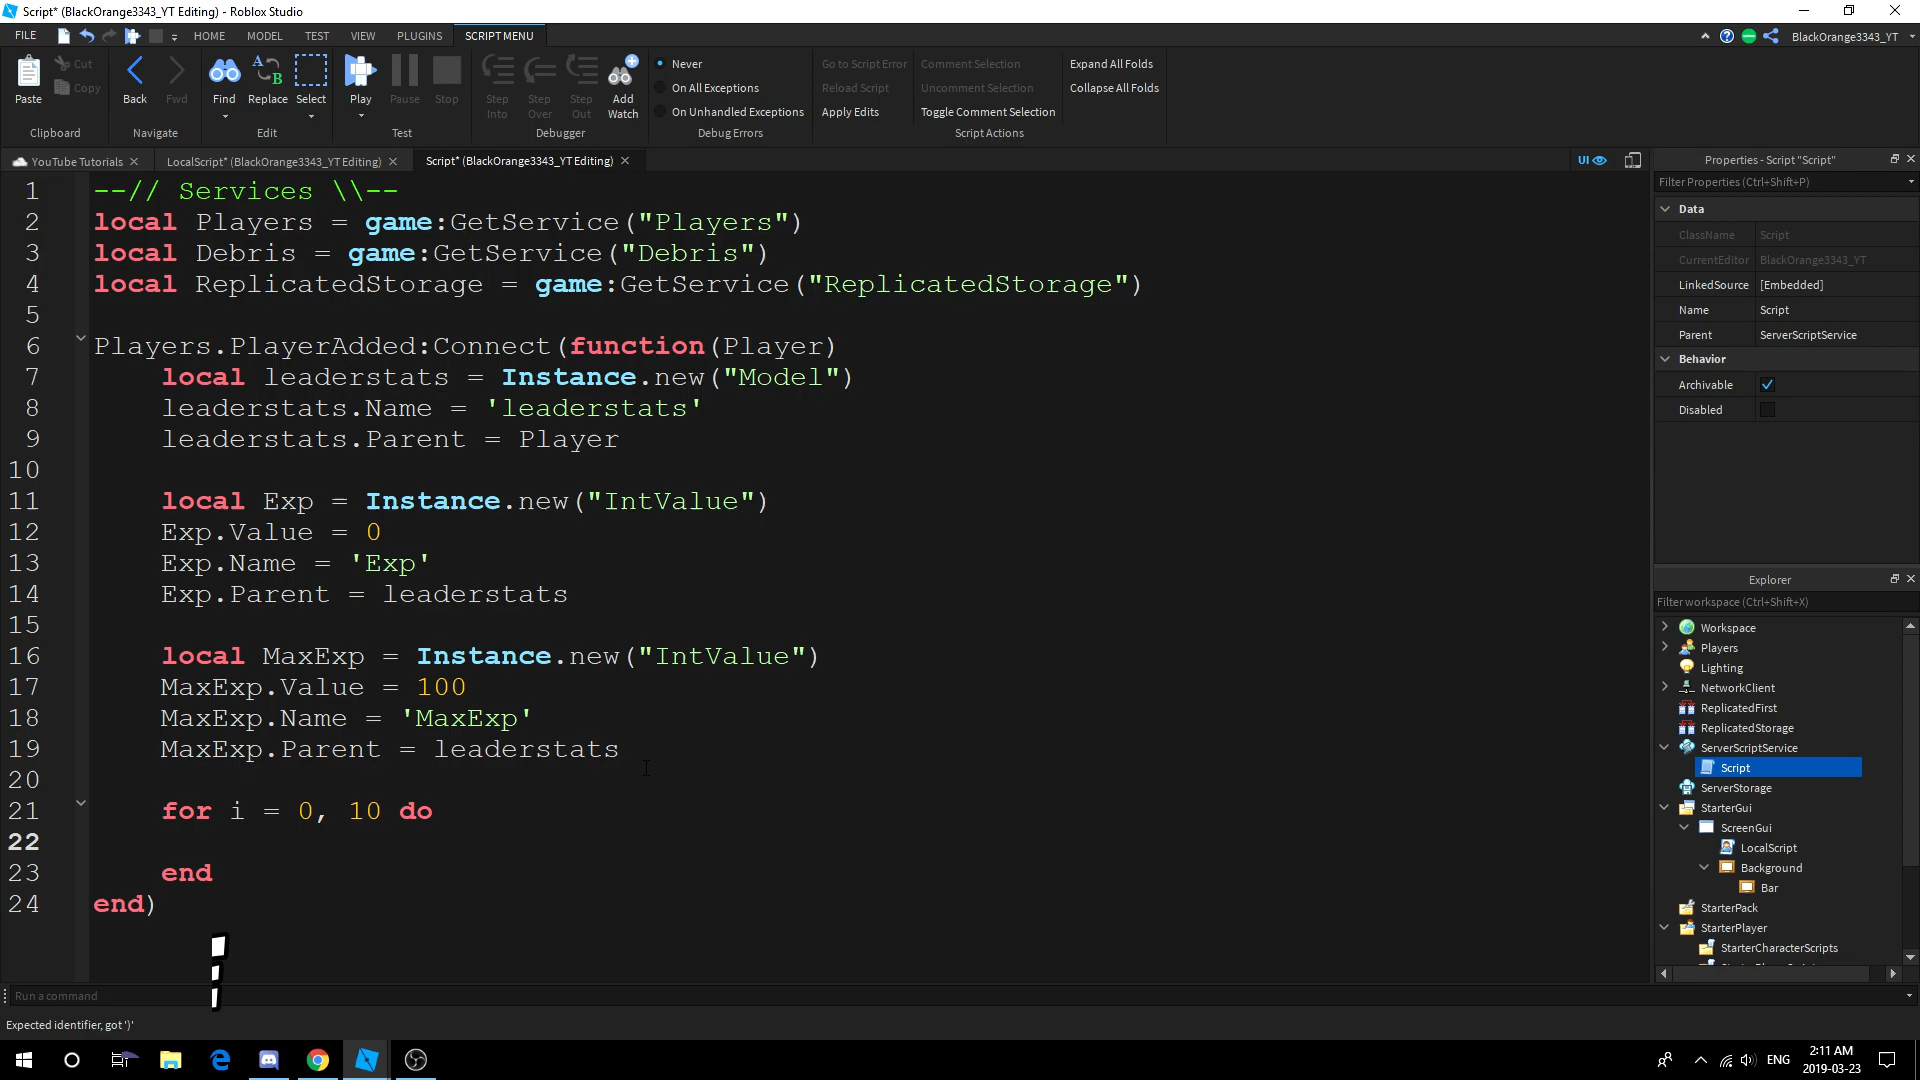 Script* (BlackOrange3343_YT Editing) - Roblox Studio
FILE HOME MODEL TEST VIEW PLUGINS SCRIPT MENU BlackOrange3343_YT
Paste Cut Copy Back Fwd Find Replace Select Play Pause Stop Step Into Step Over Step Out Add Watch
Never Go to Script Error Comment Selection Expand All Folds
On All Exceptions Reload Script Uncomment Selection Collapse All Folds
On Unhandled Exceptions Apply Edits Toggle Comment Selection
Clipboard Navigate Edit Test Debugger Debug Errors Script Actions
YouTube Tutorials LocalScript* (BlackOrange3343_YT Editing) Script* (BlackOrange3343_YT Editing) UI
1 --// Services \\--
2 local Players = game:GetService("Players")
3 local Debris = game:GetService("Debris")
4 local ReplicatedStorage = game:GetService("ReplicatedStorage")
5
6 Players.PlayerAdded:Connect(function(Player)
7 local leaderstats = Instance.new("Model")
8 leaderstats.Name = 'leaderstats'
9 leaderstats.Parent = Player
10
11 local Exp = Instance.new("IntValue")
12 Exp.Value = 0
13 Exp.Name = 'Exp'
14 Exp.Parent = leaderstats
15
16 local MaxExp = Instance.new("IntValue")
17 MaxExp.Value = 100
18 MaxExp.Name = 'MaxExp'
19 MaxExp.Parent = leaderstats
20
21 for i = 0, 10 do
22
23 end
24 end)
Properties - Script "Script"
Filter Properties (Ctrl+Shift+P)
Data
ClassName Script
CurrentEditor BlackOrange3343_YT
LinkedSource [Embedded]
Name Script
Parent ServerScriptService
Behavior
Archivable
Disabled
Explorer
Filter workspace (Ctrl+Shift+X)
Workspace
Players
Lighting
NetworkClient
ReplicatedFirst
ReplicatedStorage
ServerScriptService
Script
ServerStorage
StarterGui
ScreenGui
LocalScript
Background
Bar
StarterPack
StarterPlayer
StarterCharacterScripts
Run a command
Expected identifier, got ')'
ENG
2:11 AM
2019-03-23